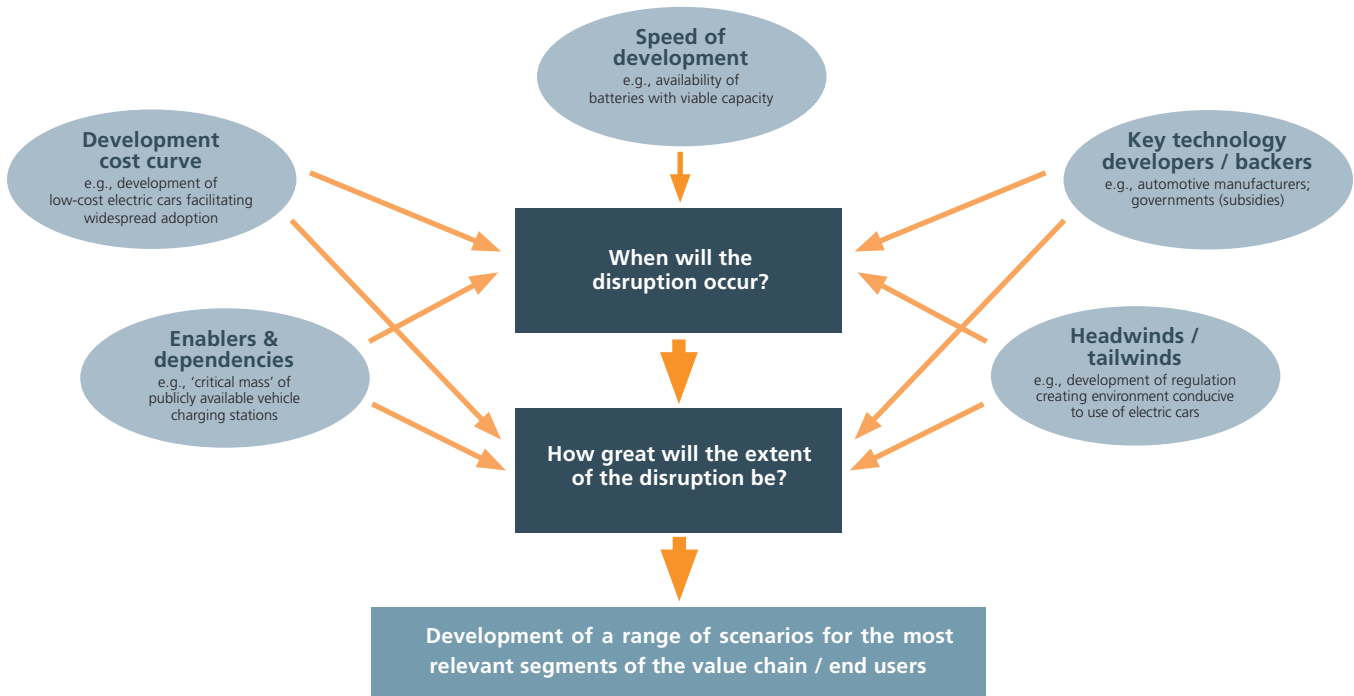 Speed of
development
e.g., availability of
batteries with viable capacity
Development
cost curve
e.g., development of
low-cost electric cars facilitating
widespread adoption
Key technology
developers / backers
e.g., automotive manufacturers;
governments (subsidies)
When will the
disruption occur?
Enablers &
dependencies
e.g., ‘critical mass’ of
publicly available vehicle
charging stations
Headwinds /
tailwinds
e.g., development of regulation
creating environment conducive
to use of electric cars
How great will the extent
of the disruption be?
Development of a range of scenarios for the most
relevant segments of the value chain / end users